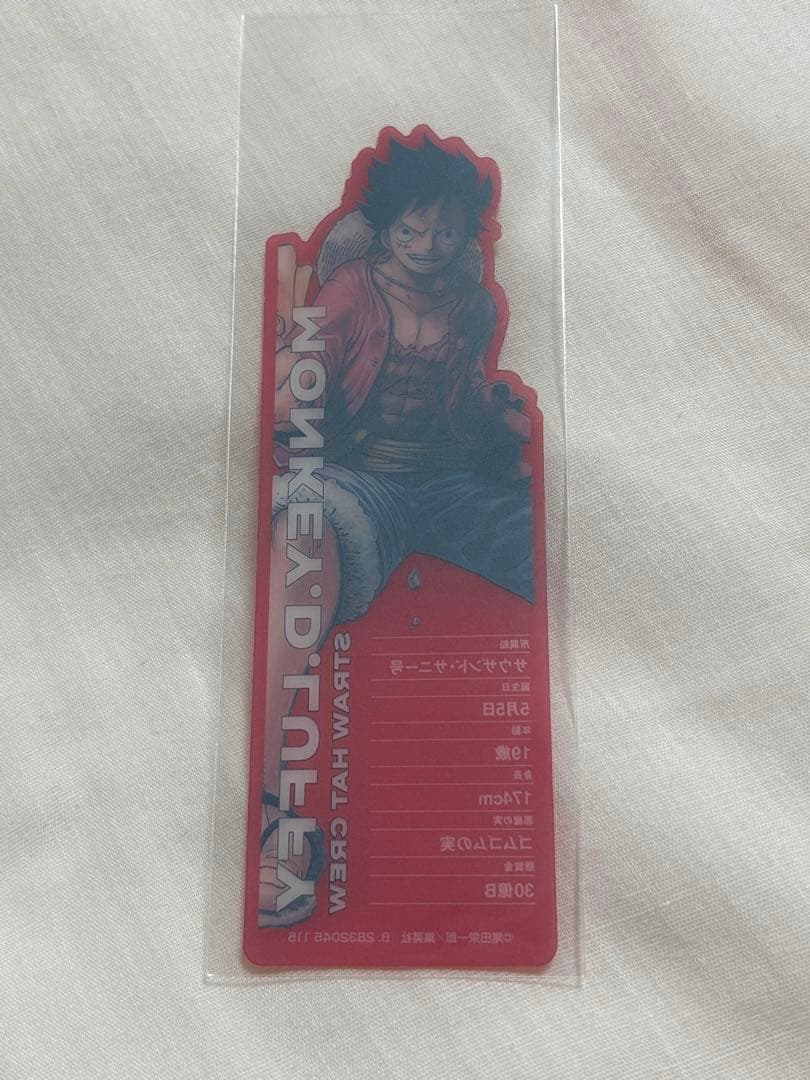 MONKEY・D・LUFFY
STRAW HAT CREW
所属船
サウザンド・サニー号
誕生日
5月5日
年齢
19歳
身長
174cm
悪魔の実
ゴムゴムの実
懸賞金
30億B
©尾田栄一郎／集英社 B. 2832045 115